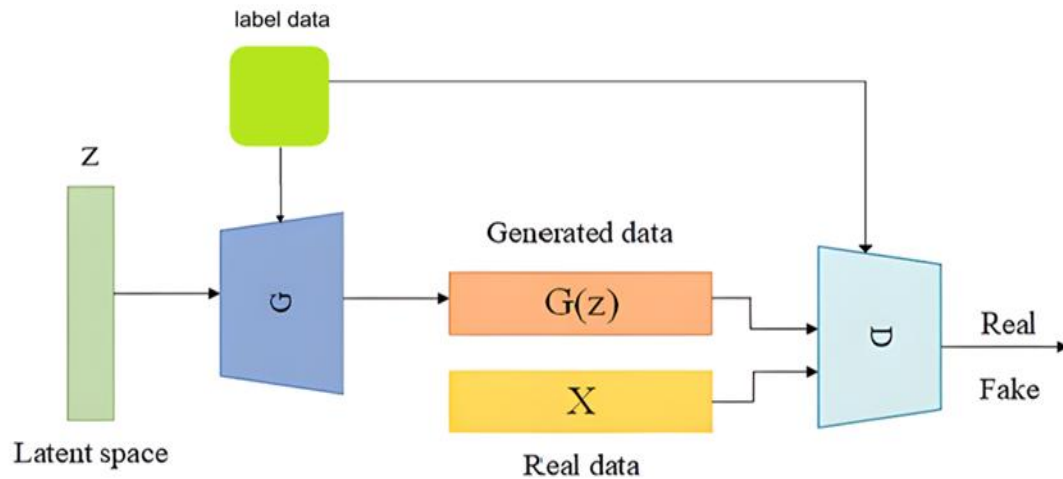 label data
Z
Latent space
G
Generated data
G(z)
X
Real data
D
Real
Fake